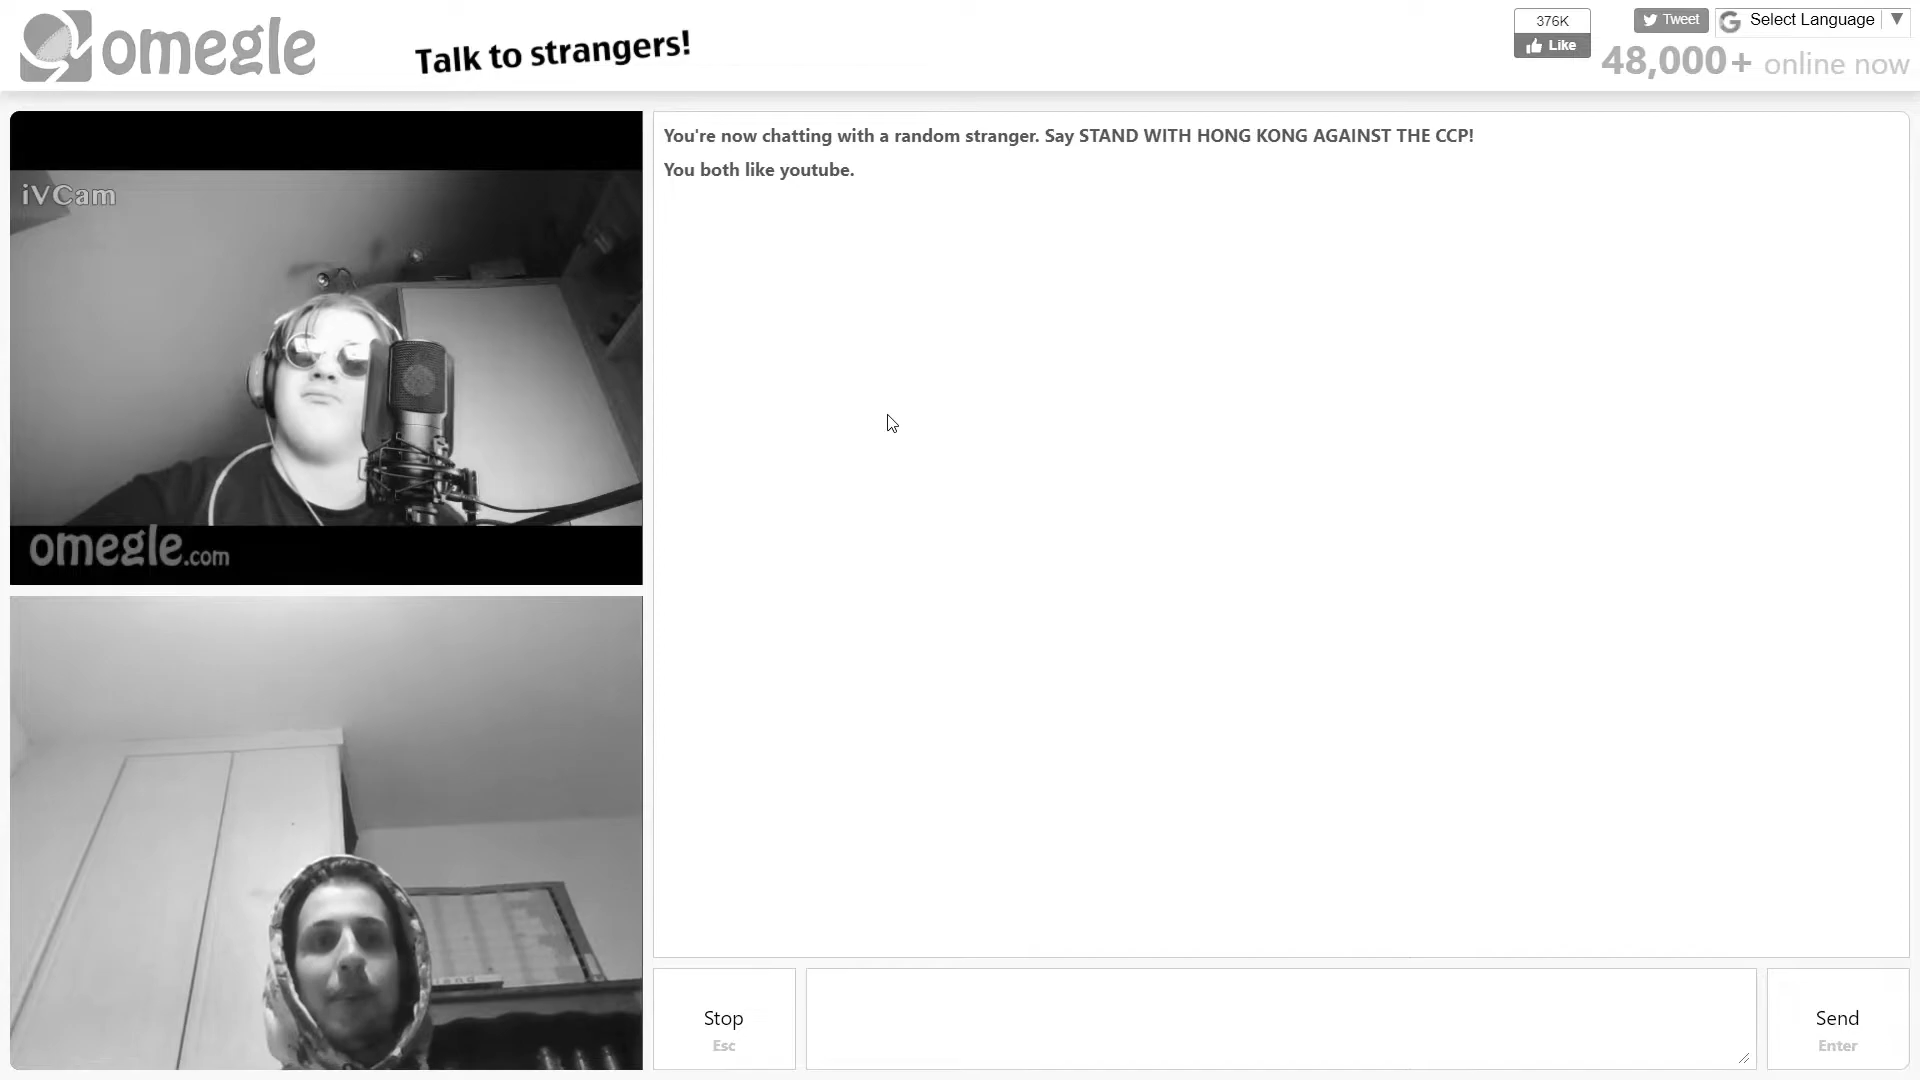 omegle
Talk to strangers!
376K
Like
Tweet
Select Language
48,000+ online now
You're now chatting with a random stranger. Say STAND WITH HONG KONG AGAINST THE CCP!
You both like youtube.
iVCam
omegle.com
Stop
Esc
Send
Enter